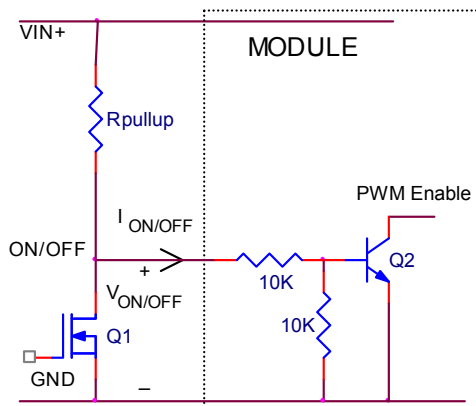 VIN+
MODULE
Rpullup
PWM Enable
I ON/OFF
ON/OFF
+
Q2
10K
V ON/OFF
10K
Q1
GND
–